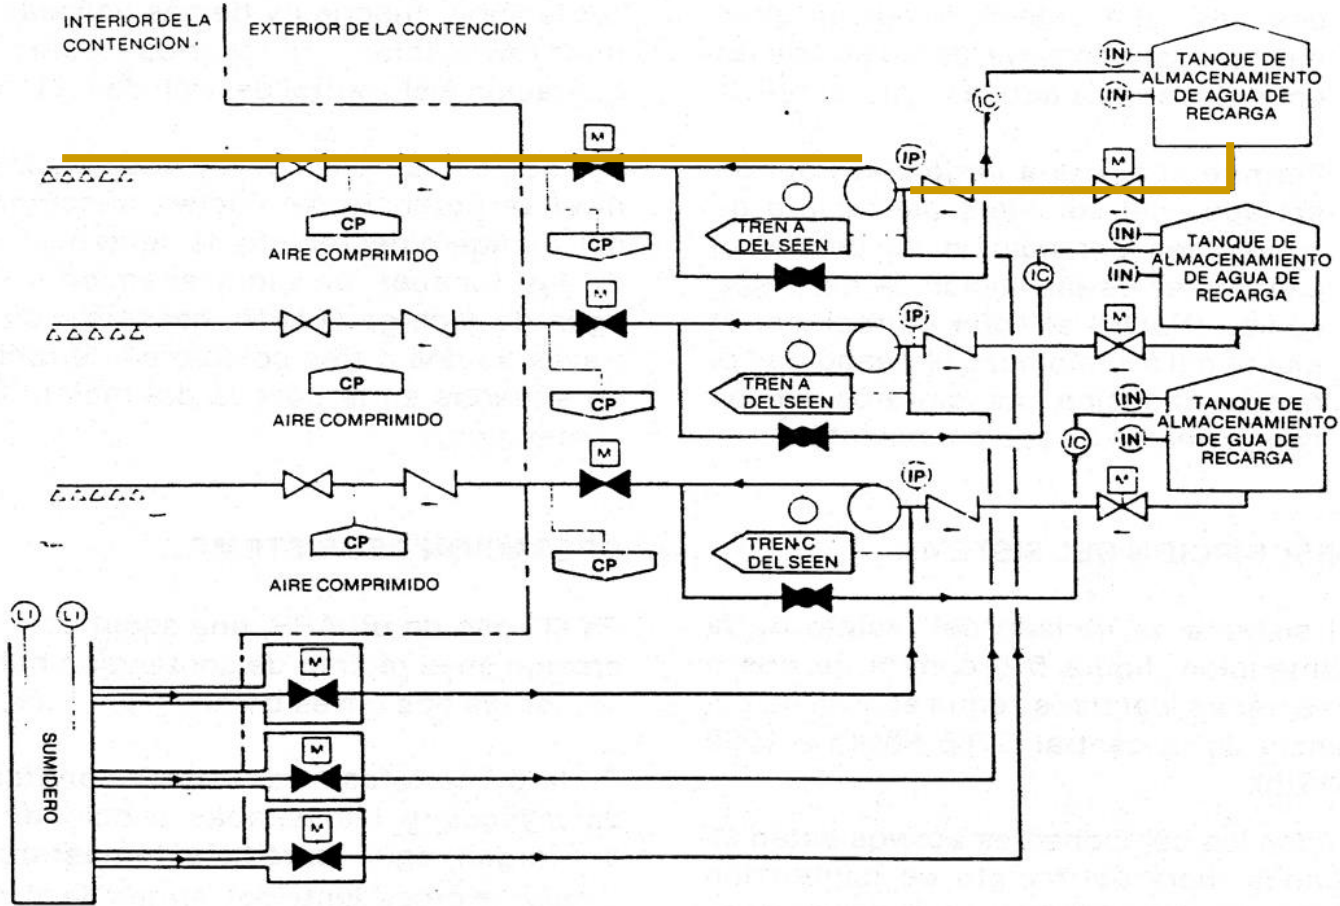 INTERIOR DE LA
CONTENCION.
EXTERIOR DE LA CONTENCION
IN
IN
TANQUE DE
ALMACENAMIENTO
DE AGUA DE
RECARGA
IC
M
IP
M
CP
AIRE COMPRIMIDO
CP
TREN A
DEL SEEN
IN
IN
TANQUE DE
ALMACENAMIENTO
DE AGUA DE
RECARGA
IC
M
IP
M
CP
AIRE COMPRIMIDO
CP
TREN A
DEL SEEN
IN
IN
TANQUE DE
ALMACENAMIENTO
DE GUA DE
RECARGA
IC
M
IP
M
CP
AIRE COMPRIMIDO
CP
TREN-C
DEL SEEN
LI
LI
SUMIDERO
M
M
M